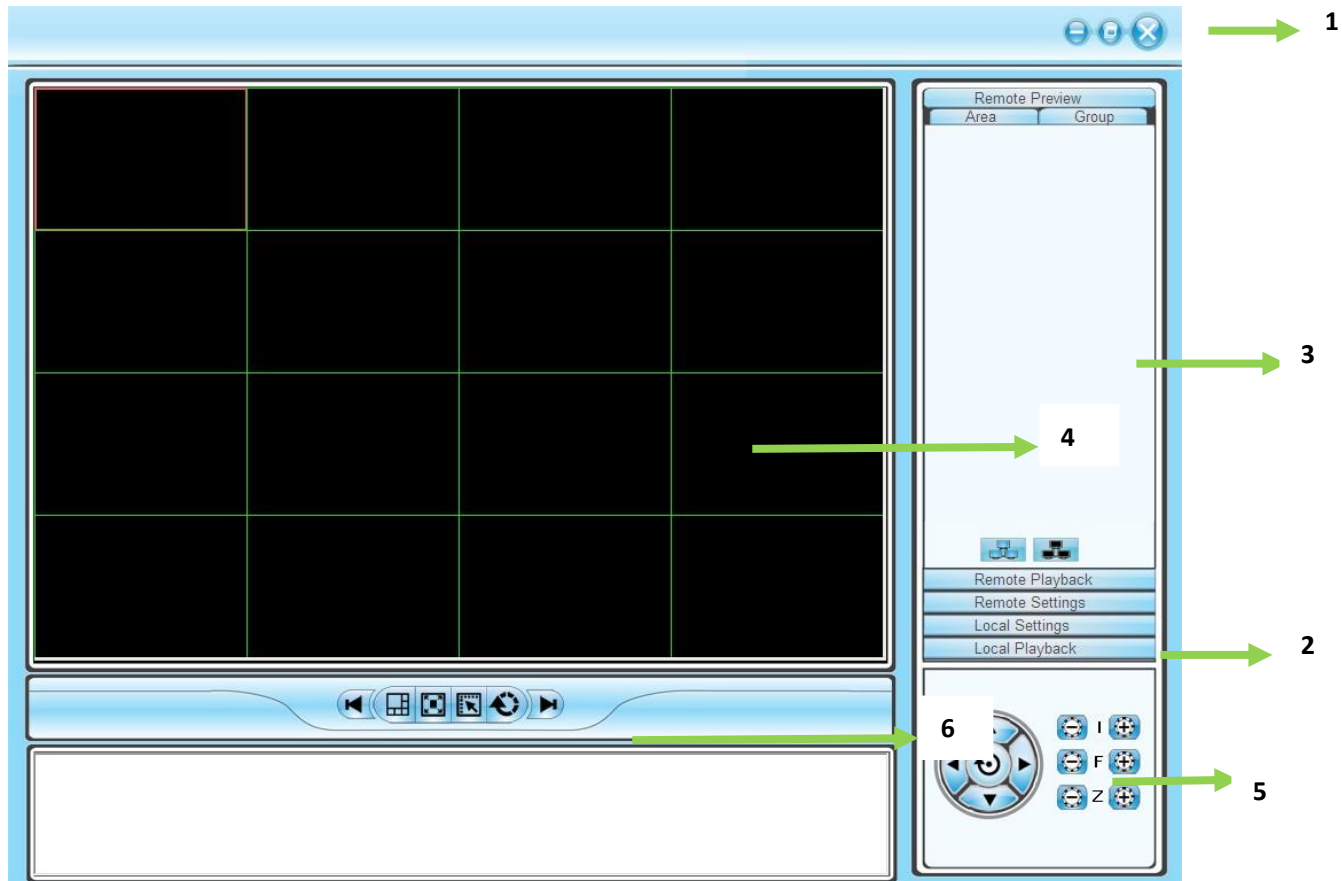 1
Remote Preview
Area Group
3
4
Remote Playback
Remote Settings
Local Settings
Local Playback
2
6
I
F
5
Z